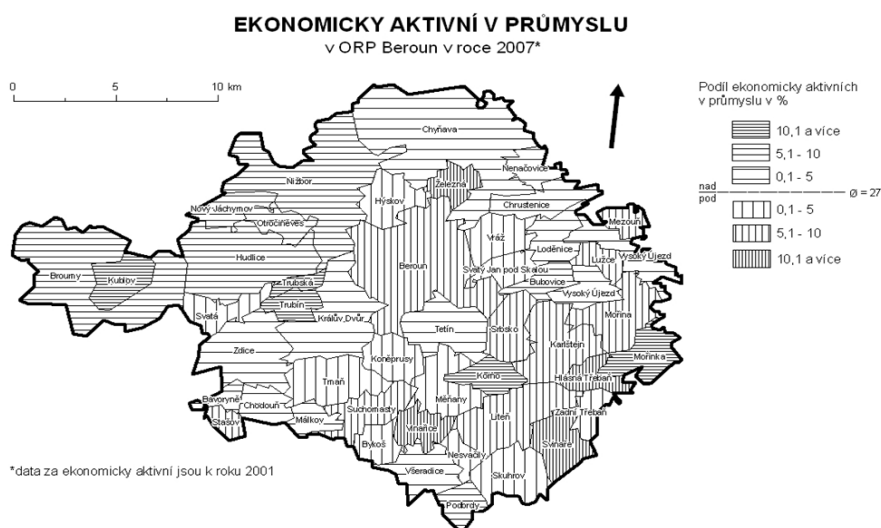 EKONOMICKY AKTIVNÍ V PRŮMYSLU
v ORP Beroun v roce 2007*
0 5 10 km
Podíl ekonomicky aktivních
v průmyslu v %
10,1 a více
5,1 - 10
0,1 - 5
nad
pod
ø = 27
0,1 - 5
5,1 - 10
10,1 a více
Chyňava
Nenačovice
Nižbor
Železná
Hýskov
Chrustenice
Nový Jáchymov
Mezouň
Otročiněves
Vráž
Loděnice
Hudlice
Lužce
Vysoký Újezd
Beroun
Svatý Jan pod Skalou
Broumy
Kublov
Trubská
Bubovice
Vysoký Újezd
Trubín
Svatá
Králův Dvůr
Mořina
Tetín
Srbsko
Karlštejn
Zdice
Koněprusy
Mořinka
Korno
Hlásná Třebaň
Tmaň
Měňany
Bavoryně
Chodouň
Suchomasty
Zadní Třebaň
Stašov
Málkov
Vinařice
Liteň
Bykoš
Svinaře
Nesvačily
Všeradice
Skuhrov
Podbrdy
*data za ekonomicky aktivní jsou k roku 2001